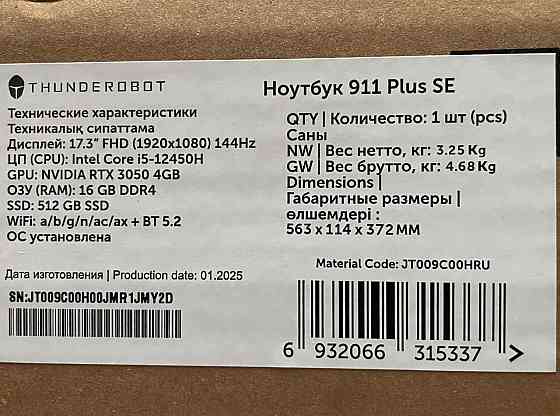 THUNDEROBOT
Технические характеристики
Техникалық сипаттама
Дисплей: 17.3" FHD (1920x1080) 144Hz
ЦП (CPU): Intel Core i5-12450H
GPU: NVIDIA RTX 3050 4GB
ОЗУ (RAM): 16 GB DDR4
SSD: 512 GB SSD
WiFi: a/b/g/n/ac/ax + BT 5.2
ОС установлена
Дата изготовления | Production date: 01.2025
SN:JT009C00H00JMR1JMY2D
Ноутбук 911 Plus SE
QTY | Количество: 1 шт (pcs)
Саны
NW | Вес нетто, кг: 3.25 Kg
GW | Вес брутто, кг: 4.68 Kg
Dimensions |
Габаритные размеры |
өлшемдері :
563 x 114 x 372 MM
Material Code: JT009C00HRU
6 932066 315337 >